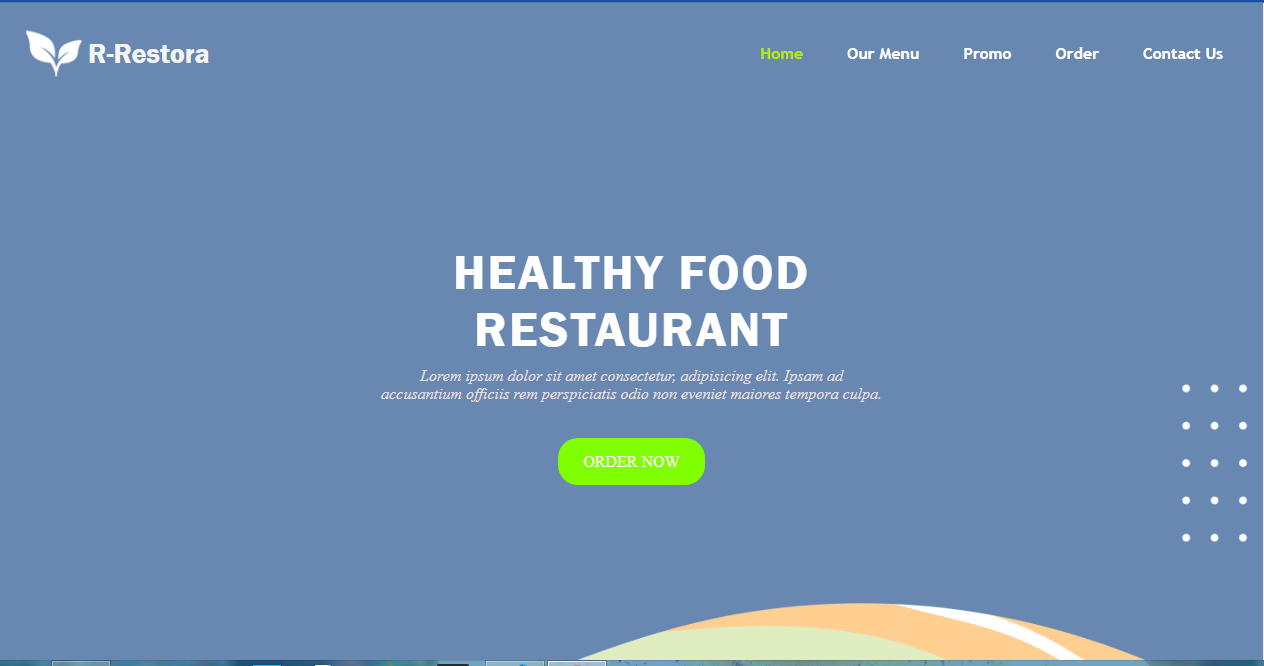 R-Restora
Home Our Menu Promo Order Contact Us
HEALTHY FOOD
RESTAURANT
Lorem ipsum dolor sit amet consectetur, adipisicing elit. Ipsam ad
accusantium officiis rem perspiciatis odio non eveniet maiores tempora culpa.
ORDER NOW